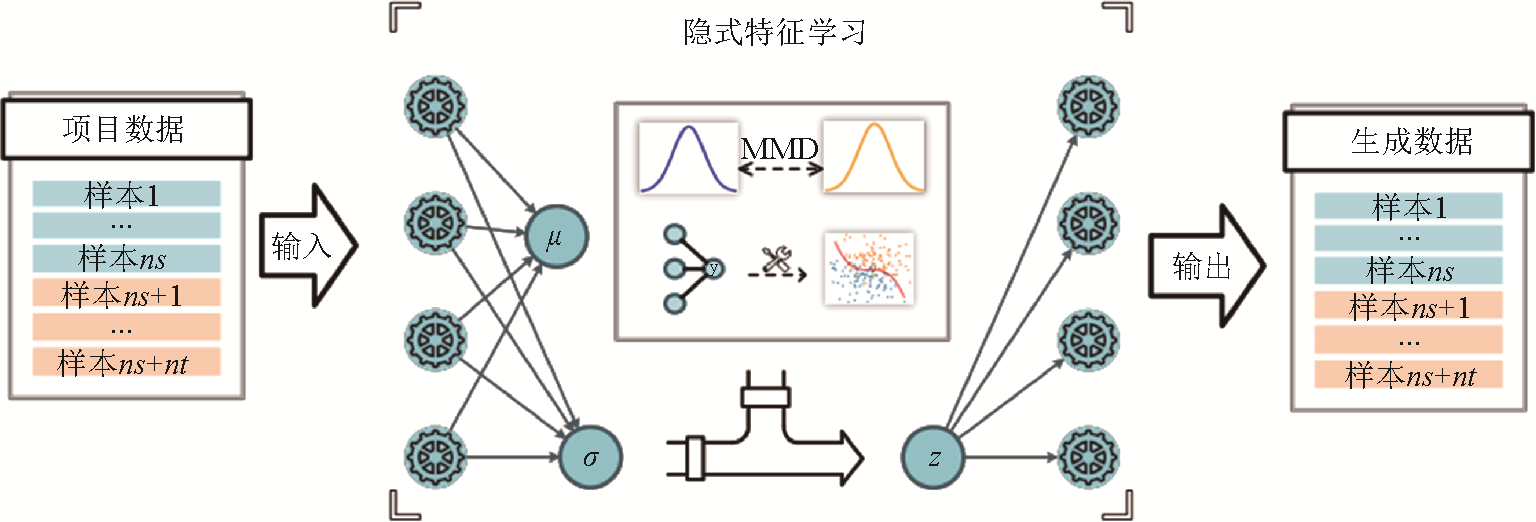 隐式特征学习
项目数据
样本1
...
样本ns
样本ns+1
...
样本ns+nt
输入
μ
σ
MMD
y
z
输出
生成数据
样本1
...
样本ns
样本ns+1
...
样本ns+nt